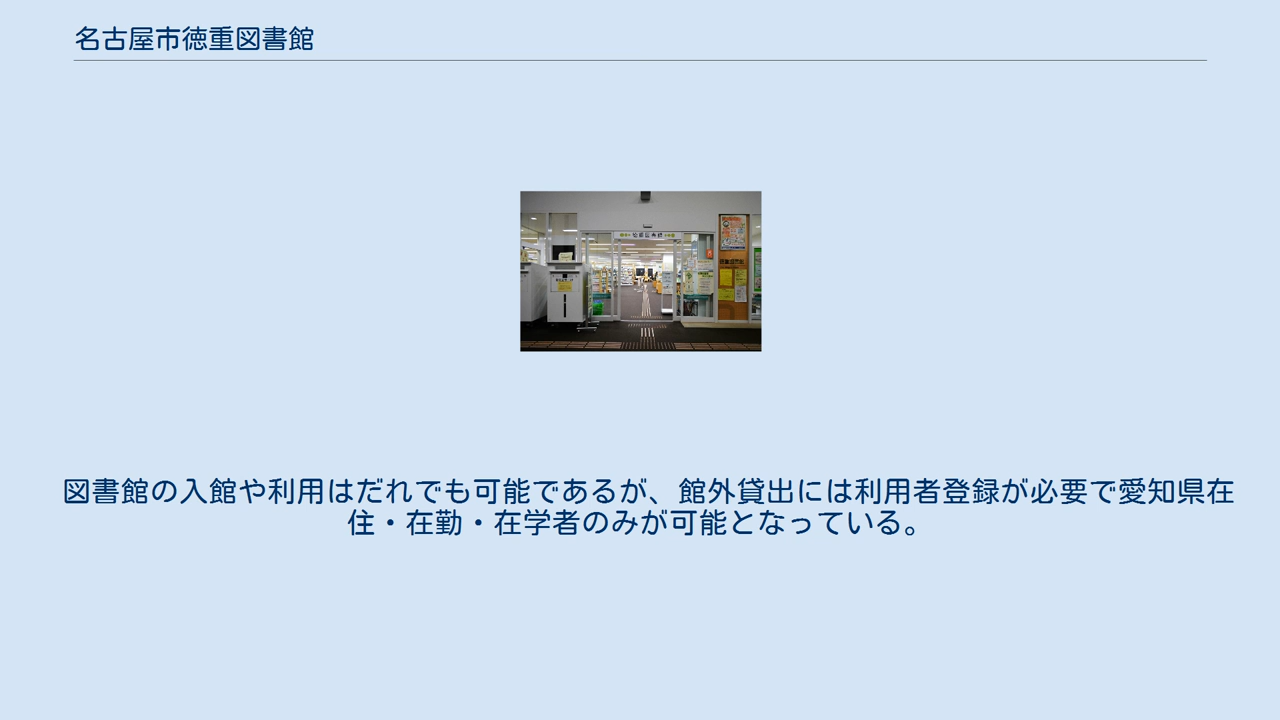 名古屋市徳重図書館
図書館の入館や利用はだれでも可能であるが、館外貸出には利用者登録が必要で愛知県在
住・在勤・在学者のみが可能となっている。